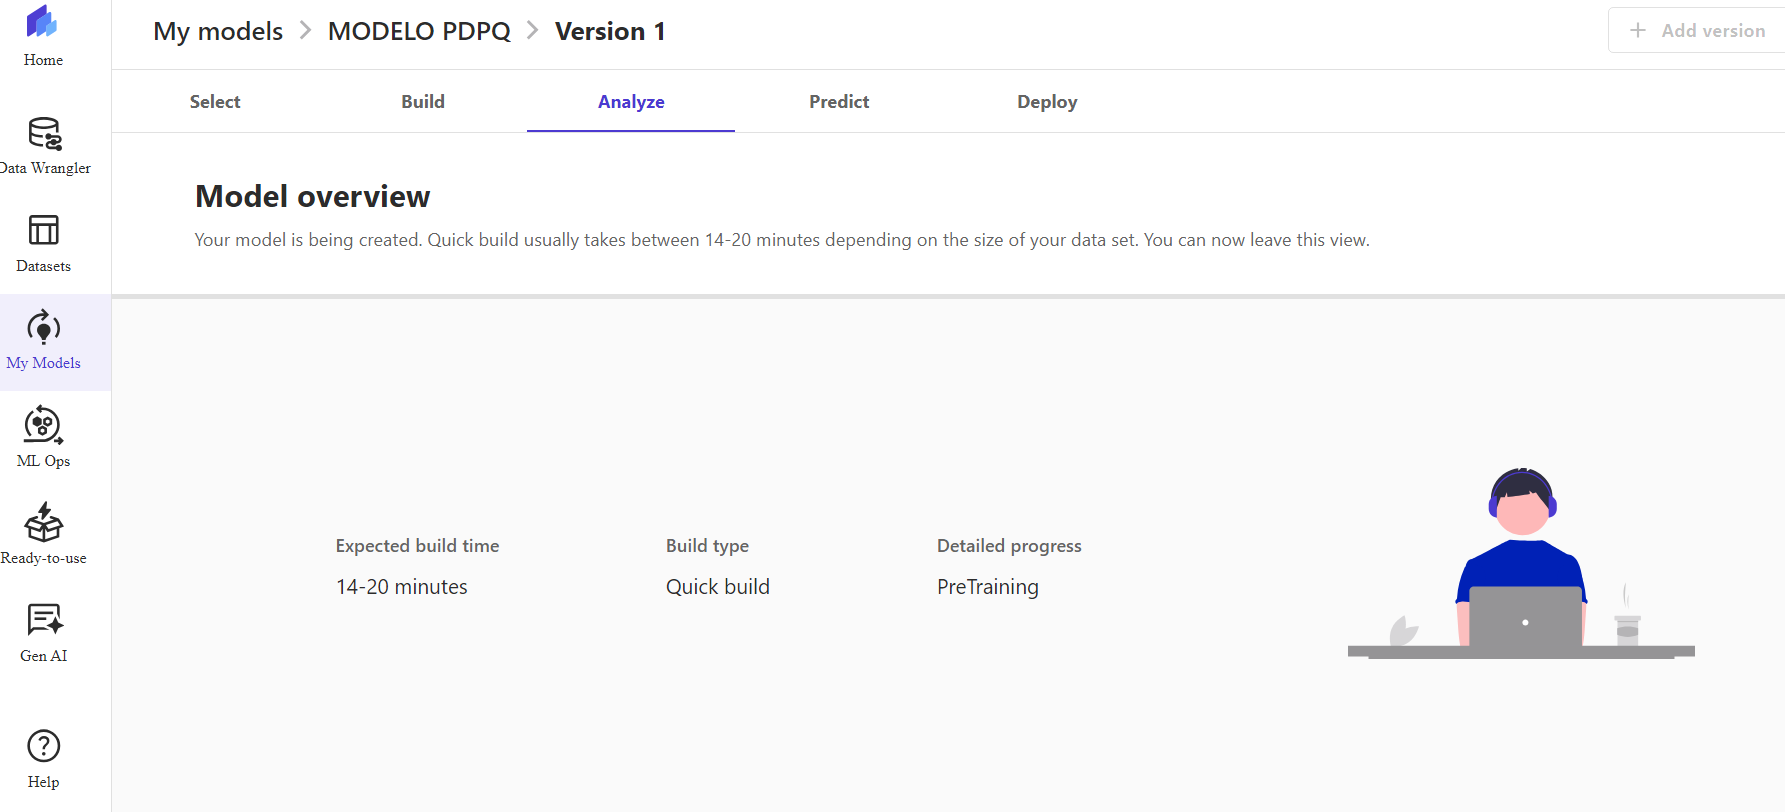 My models > MODELO PDPQ > Version 1
+ Add version
Home
Data Wrangler
Datasets
My Models
ML Ops
Ready-to-use
Gen AI
Help
Select
Build
Analyze
Predict
Deploy
Model overview
Your model is being created. Quick build usually takes between 14-20 minutes depending on the size of your data set. You can now leave this view.
Expected build time
14-20 minutes
Build type
Quick build
Detailed progress
PreTraining